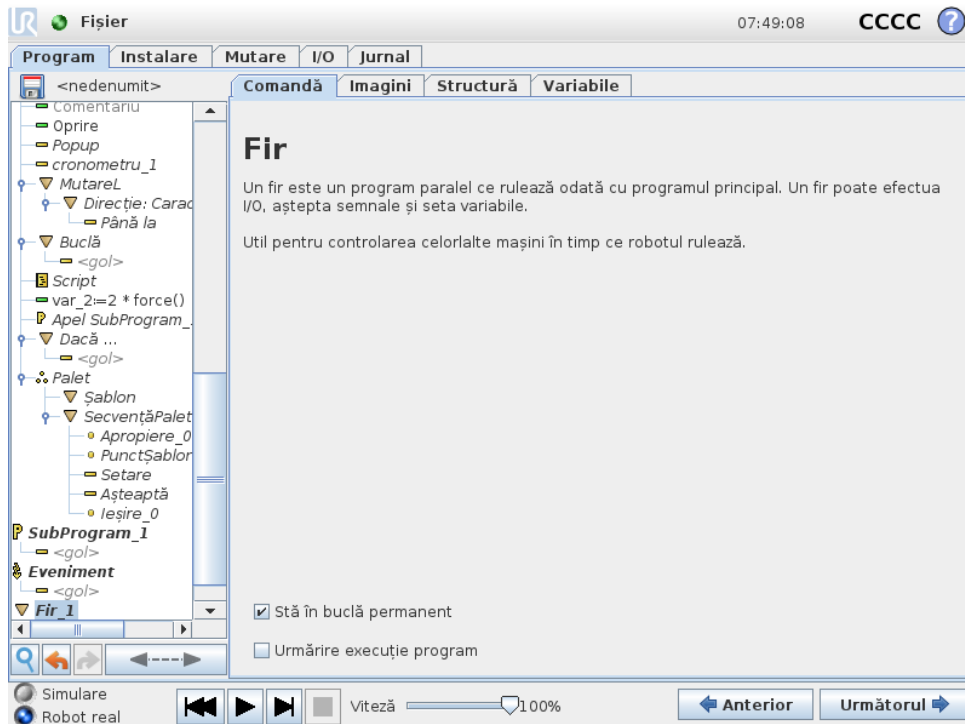 UR Fișier 07:49:08 CCCC ?
Program Instalare Mutare I/O Jurnal
<nedenumit> Comandă Imagini Structură Variabile
Comentariu
Oprire
Popup
cronometru_1
MutareL
Direcție: Carac
Până la
Buclă
<gol>
Script
var_2:=2 * force()
Apel SubProgram_
Dacă ...
<gol>
Palet
Șablon
SecvențăPalet
Apropiere_0
PunctȘablon
Setare
Așteaptă
Ieșire_0
P SubProgram_1
<gol>
Eveniment
<gol>
Fir_1
Fir
Un fir este un program paralel ce rulează odată cu programul principal. Un fir poate efectua
I/O, aștepta semnale și seta variabile.
Util pentru controlarea celorlalte mașini în timp ce robotul rulează.
Stă în buclă permanent
Urmărire execuție program
Simulare
Robot real
Viteză 100%
Anterior Următorul